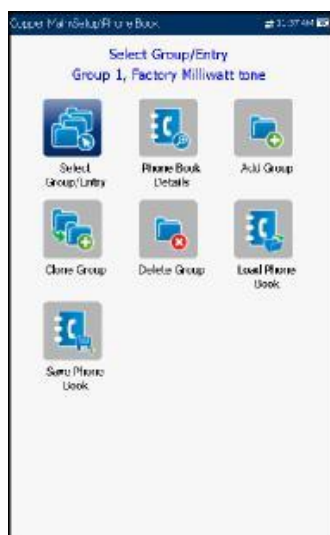 Copper Main\Setup\Phone Book 11:37 AM
Select Group/Entry
Group 1, Factory Milliwatt tone
Select
Group/Entry
Phone Book
Details
Add Group
Clone Group
Delete Group
Load Phone
Book
Save Phone
Book